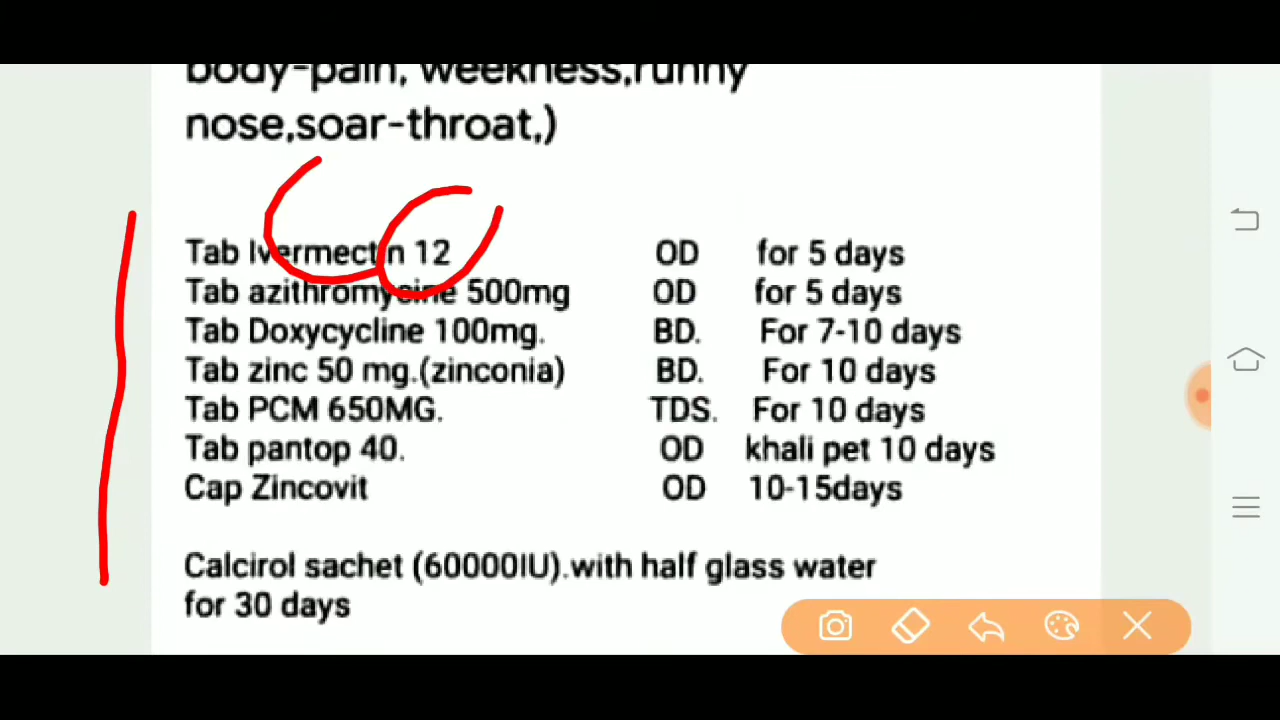 body-pain, weekness,runny
nose,soar-throat,)
Tab Ivermectin 12 OD for 5 days
Tab azithromycine 500mg OD for 5 days
Tab Doxycycline 100mg. BD. For 7-10 days
Tab zinc 50 mg.(zinconia) BD. For 10 days
Tab PCM 650MG. TDS. For 10 days
Tab pantop 40. OD khali pet 10 days
Cap Zincovit OD 10-15days
Calcirol sachet (60000IU).with half glass water
for 30 days